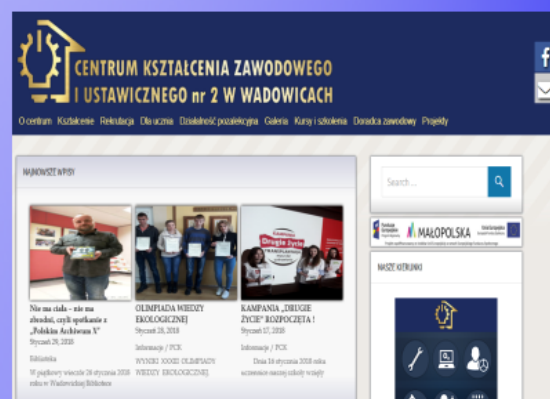 CENTRUM KSZTAŁCENIA ZAWODOWEGO
I USTAWICZNEGO nr 2 W WADOWICACH
O centrum Kształcenie Rekrutacja Dla ucznia Działalność pozalekcyjna Galeria Kursy i szkolenia Doradca zawodowy Projekty
NAJNOWSZE WPISY
Nie ma ciała – nie ma
zbrodni, czyli spotkanie z
„Polskim Archiwum X”
Styczeń 29, 2018
Biblioteka
W piątkowy wieczór 26 stycznia 2018
roku w Wadowickiej Bibliotece
OLIMPIADA WIEDZY
EKOLOGICZNEJ
Styczeń 28, 2018
Informacje / PCK
WYNIKI XXXIII OLIMPIADY
WIEDZY EKOLOGICZNEJ
Drugie Życie
KAMPANIA „DRUGIE
ŻYCIE” ROZPOCZĘTA !
Styczeń 17, 2018
Informacje / PCK
Dnia 16 stycznia 2018 roku
uczennice naszej szkoły wzięły
Search ...
MAŁOPOLSKA
NASZE KIERUNKI